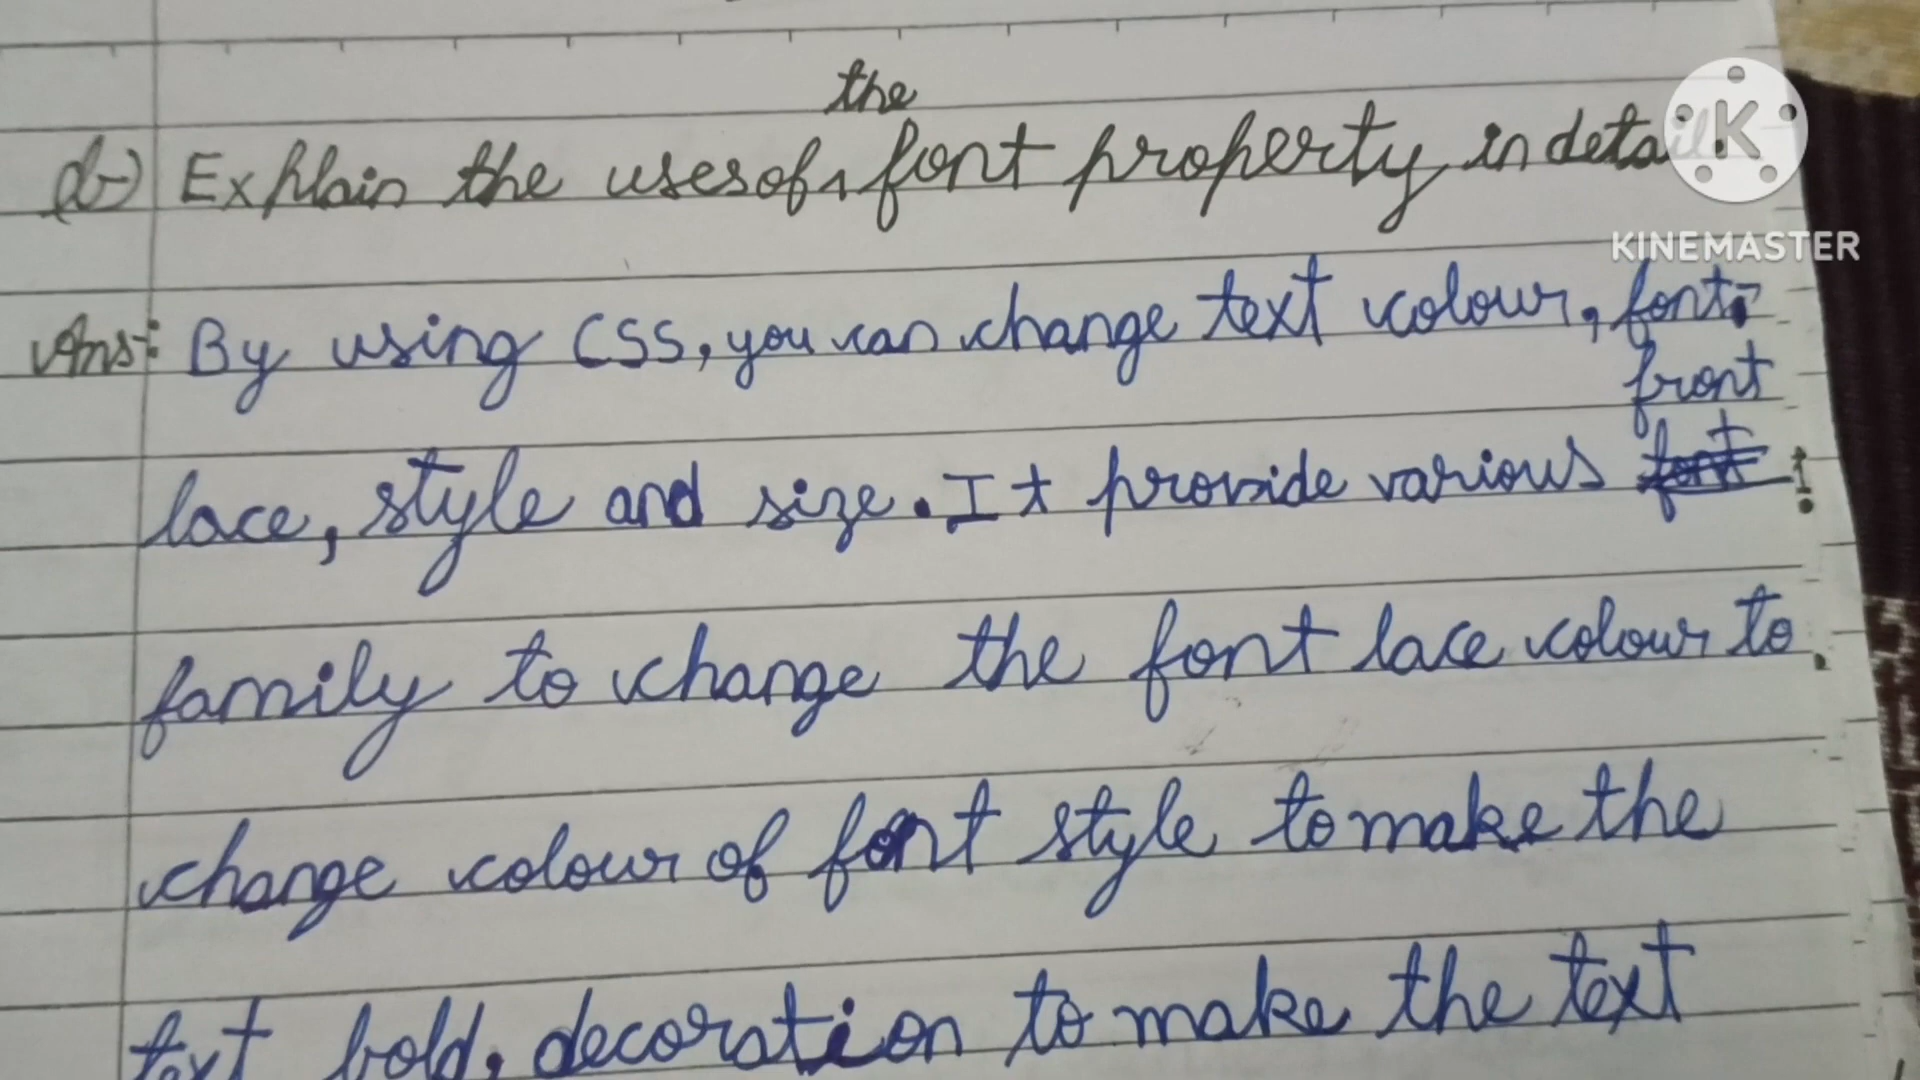 the
d-) Explain the uses of ^ font property in detail
KINEMASTER
Ans-: By using CSS, you can change text colour, font-
front
lace, style and size. It provide various
family to change the font lace colour to
change colour of font style to make the
text bold, decoration to make the text